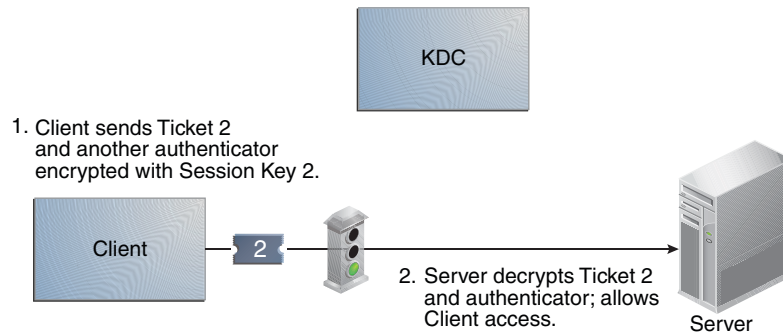 KDC
1. Client sends Ticket 2
and another authenticator
encrypted with Session Key 2.
Client
2
2. Server decrypts Ticket 2
and authenticator; allows
Client access.
Server